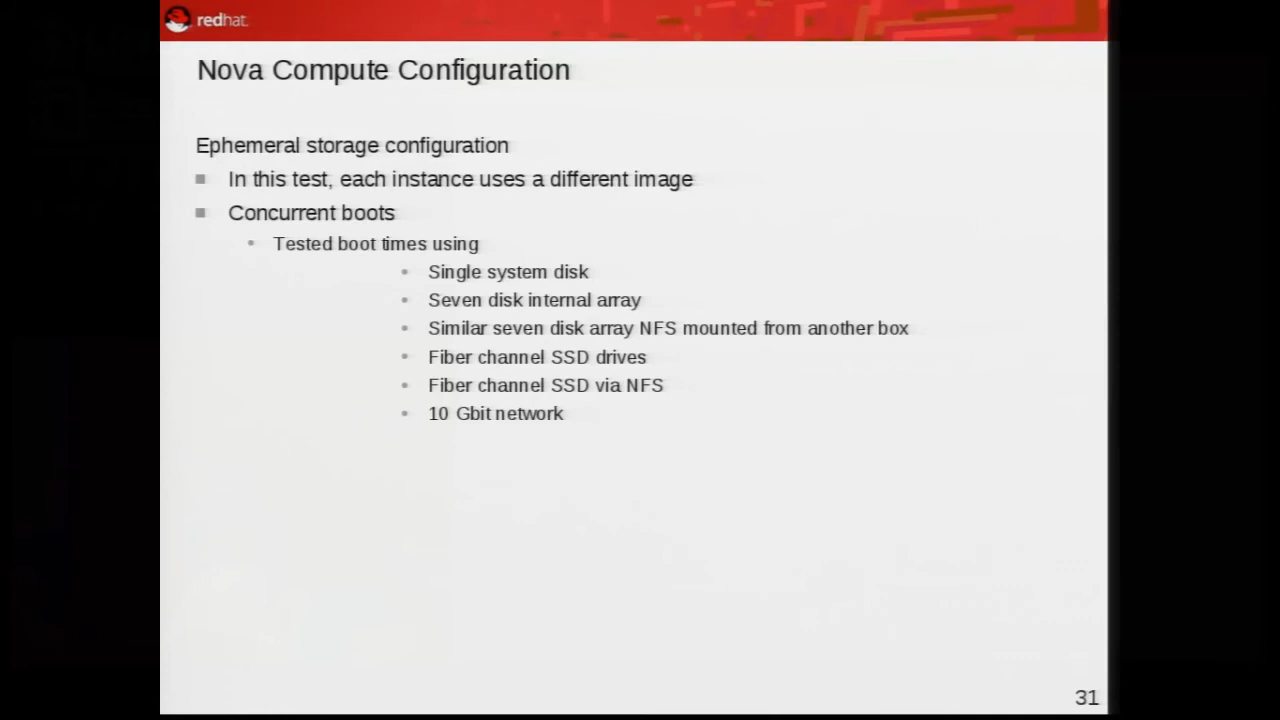 redhat.
Nova Compute Configuration
Ephemeral storage configuration
In this test, each instance uses a different image
Concurrent boots
Tested boot times using
Single system disk
Seven disk internal array
Similar seven disk array NFS mounted from another box
Fiber channel SSD drives
Fiber channel SSD via NFS
10 Gbit network
31